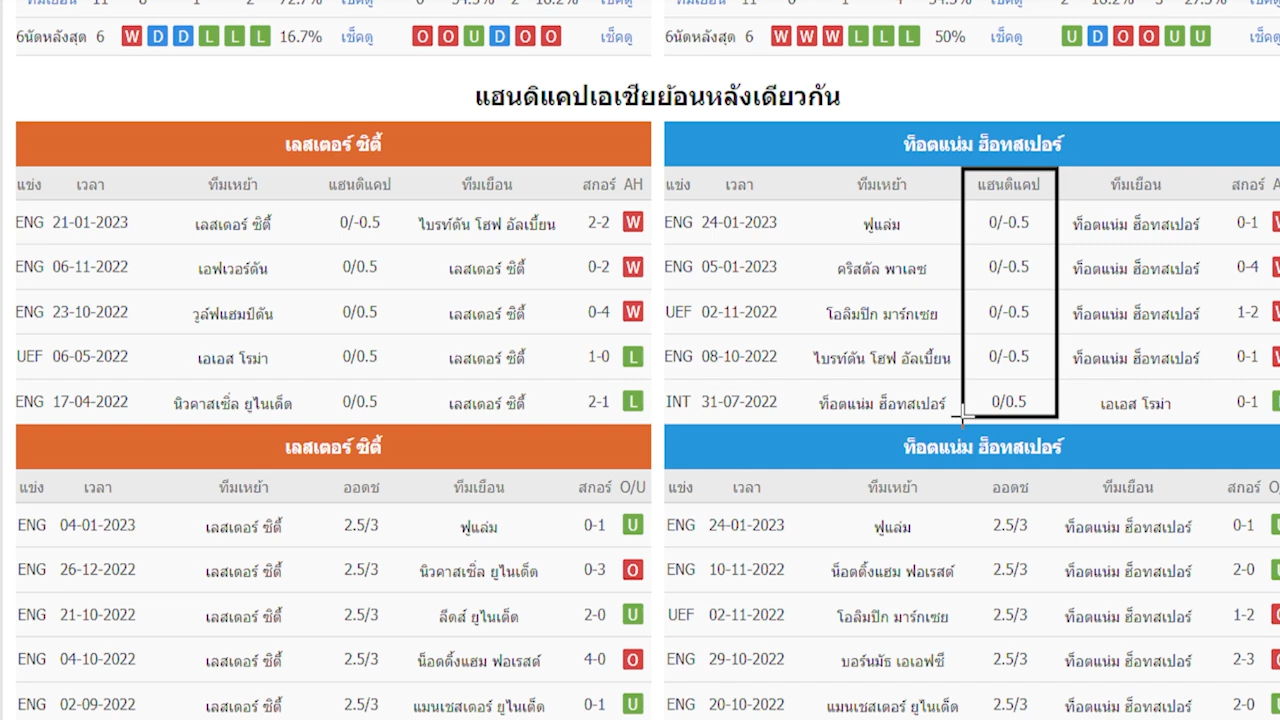 6นัดหลังสุด 6 W D D L L L 16.7% เช็คดู O O U D O O เช็คดู
6นัดหลังสุด 6 W W W L L L 50% เช็คดู U D O O U U
แฮนดิแคปเอเชียย้อนหลังเดียวกัน
เลสเตอร์ ซิตี้
แข่ง เวลา ทีมเหย้า แฮนดิแคป ทีมเยือน สกอร์ AH
ENG 21-01-2023 เลสเตอร์ ซิตี้ 0/-0.5 ไบรท์ตัน โฮฟ อัลเบี้ยน 2-2 W
ENG 06-11-2022 เอฟเวอร์ตัน 0/0.5 เลสเตอร์ ซิตี้ 0-2 W
ENG 23-10-2022 วูล์ฟแฮมป์ตัน 0/0.5 เลสเตอร์ ซิตี้ 0-4 W
UEF 06-05-2022 เอเอส โรม่า 0/0.5 เลสเตอร์ ซิตี้ 1-0 L
ENG 17-04-2022 นิวคาสเซิ่ล ยูไนเต็ด 0/0.5 เลสเตอร์ ซิตี้ 2-1 L
ท็อตแน่ม ฮ็อทสเปอร์
แข่ง เวลา ทีมเหย้า แฮนดิแคป ทีมเยือน สกอร์
ENG 24-01-2023 ฟูแล่ม 0/-0.5 ท็อตแน่ม ฮ็อทสเปอร์ 0-1
ENG 05-01-2023 คริสตัล พาเลซ 0/-0.5 ท็อตแน่ม ฮ็อทสเปอร์ 0-4
UEF 02-11-2022 โอลิมปิก มาร์กเซย 0/-0.5 ท็อตแน่ม ฮ็อทสเปอร์ 1-2
ENG 08-10-2022 ไบรท์ตัน โฮฟ อัลเบี้ยน 0/-0.5 ท็อตแน่ม ฮ็อทสเปอร์ 0-1
INT 31-07-2022 ท็อตแน่ม ฮ็อทสเปอร์ 0/0.5 เอเอส โรม่า 0-1
เลสเตอร์ ซิตี้
แข่ง เวลา ทีมเหย้า ออดช ทีมเยือน สกอร์ O/U
ENG 04-01-2023 เลสเตอร์ ซิตี้ 2.5/3 ฟูแล่ม 0-1 U
ENG 26-12-2022 เลสเตอร์ ซิตี้ 2.5/3 นิวคาสเซิ่ล ยูไนเต็ด 0-3 O
ENG 21-10-2022 เลสเตอร์ ซิตี้ 2.5/3 ลีดส์ ยูไนเต็ด 2-0 U
ENG 04-10-2022 เลสเตอร์ ซิตี้ 2.5/3 น็อตติ้งแฮม ฟอเรสต์ 4-0 O
ENG 02-09-2022 เลสเตอร์ ซิตี้ 2.5/3 แมนเชสเตอร์ ยูไนเต็ด 0-1 U
ท็อตแน่ม ฮ็อทสเปอร์
แข่ง เวลา ทีมเหย้า ออดช ทีมเยือน สกอร์
ENG 24-01-2023 ฟูแล่ม 2.5/3 ท็อตแน่ม ฮ็อทสเปอร์ 0-1
ENG 10-11-2022 น็อตติ้งแฮม ฟอเรสต์ 2.5/3 ท็อตแน่ม ฮ็อทสเปอร์ 2-0
UEF 02-11-2022 โอลิมปิก มาร์กเซย 2.5/3 ท็อตแน่ม ฮ็อทสเปอร์ 1-2
ENG 29-10-2022 บอร์นมัธ เอเอฟซี 2.5/3 ท็อตแน่ม ฮ็อทสเปอร์ 2-3
ENG 20-10-2022 แมนเชสเตอร์ ยูไนเต็ด 2.5/3 ท็อตแน่ม ฮ็อทสเปอร์ 2-0